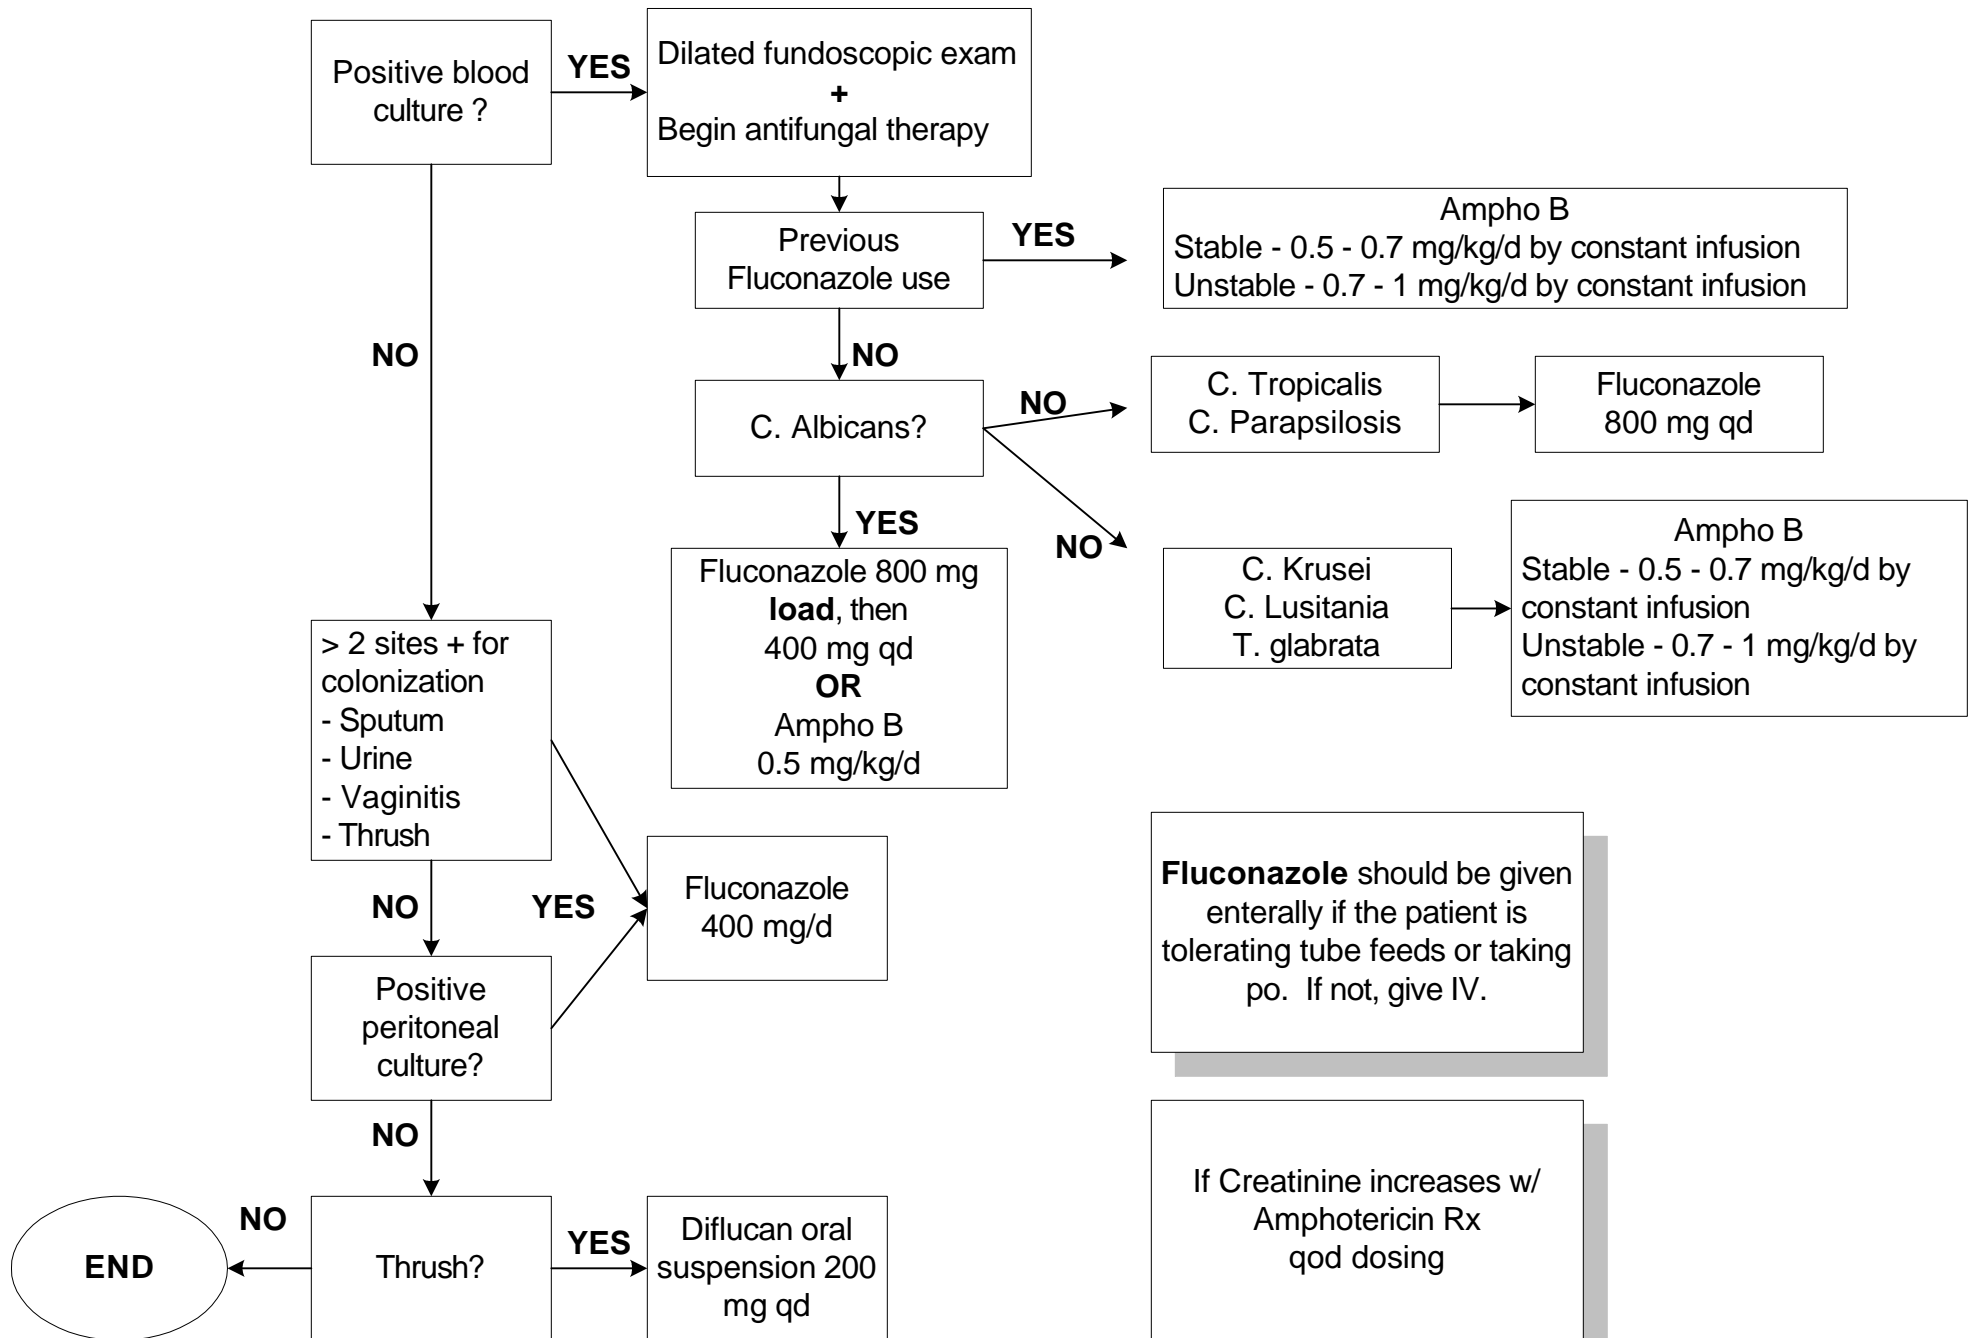 Positive blood
culture ?
YES
Dilated fundoscopic exam
+
Begin antifungal therapy
Previous
Fluconazole use
YES
Ampho B
Stable - 0.5 - 0.7 mg/kg/d by constant infusion
Unstable - 0.7 - 1 mg/kg/d by constant infusion
NO
NO
C. Albicans?
NO
C. Tropicalis
C. Parapsilosis
Fluconazole
800 mg qd
YES
NO
Fluconazole 800 mg
load, then
400 mg qd
OR
Ampho B
0.5 mg/kg/d
C. Krusei
C. Lusitania
T. glabrata
Ampho B
Stable - 0.5 - 0.7 mg/kg/d by
constant infusion
Unstable - 0.7 - 1 mg/kg/d by
constant infusion
> 2 sites + for
colonization
- Sputum
- Urine
- Vaginitis
- Thrush
NO
YES
Fluconazole
400 mg/d
Fluconazole should be given
enterally if the patient is
tolerating tube feeds or taking
po.  If not, give IV.
Positive
peritoneal
culture?
NO
If Creatinine increases w/
Amphotericin Rx
qod dosing
END
NO
Thrush?
YES
Diflucan oral
suspension 200
mg qd